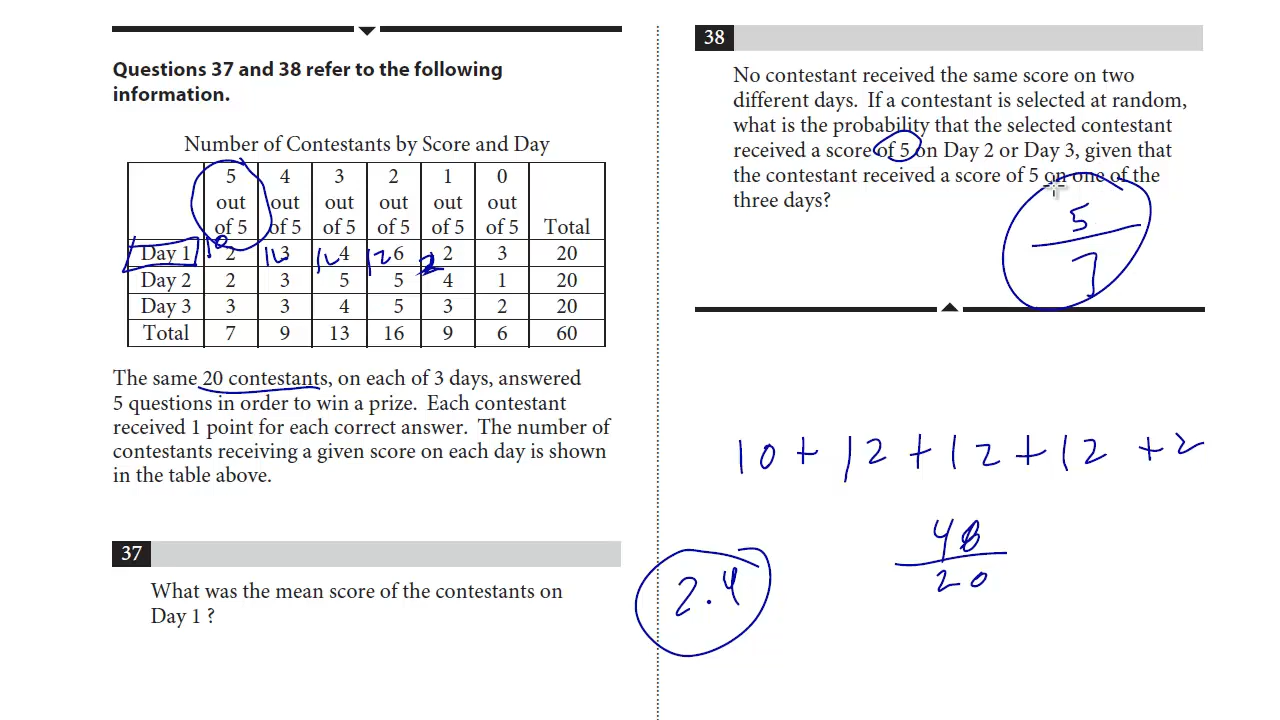 Questions 37 and 38 refer to the following
information.
Number of Contestants by Score and Day
5 out of 5 4 out of 5 3 out of 5 2 out of 5 1 out of 5 0 out of 5 Total
Day 1 2 3 4 6 2 3 20
10 12 12 12 2
Day 2 2 3 5 5 4 1 20
Day 3 3 3 4 5 3 2 20
Total 7 9 13 16 9 6 60
The same 20 contestants, on each of 3 days, answered
5 questions in order to win a prize. Each contestant
received 1 point for each correct answer. The number of
contestants receiving a given score on each day is shown
in the table above.
37
What was the mean score of the contestants on
Day 1 ?
38
No contestant received the same score on two
different days. If a contestant is selected at random,
what is the probability that the selected contestant
received a score of 5 on Day 2 or Day 3, given that
the contestant received a score of 5 on one of the
three days?
5
7
10 + 12 + 12 + 12 + 2
48
20
2.4